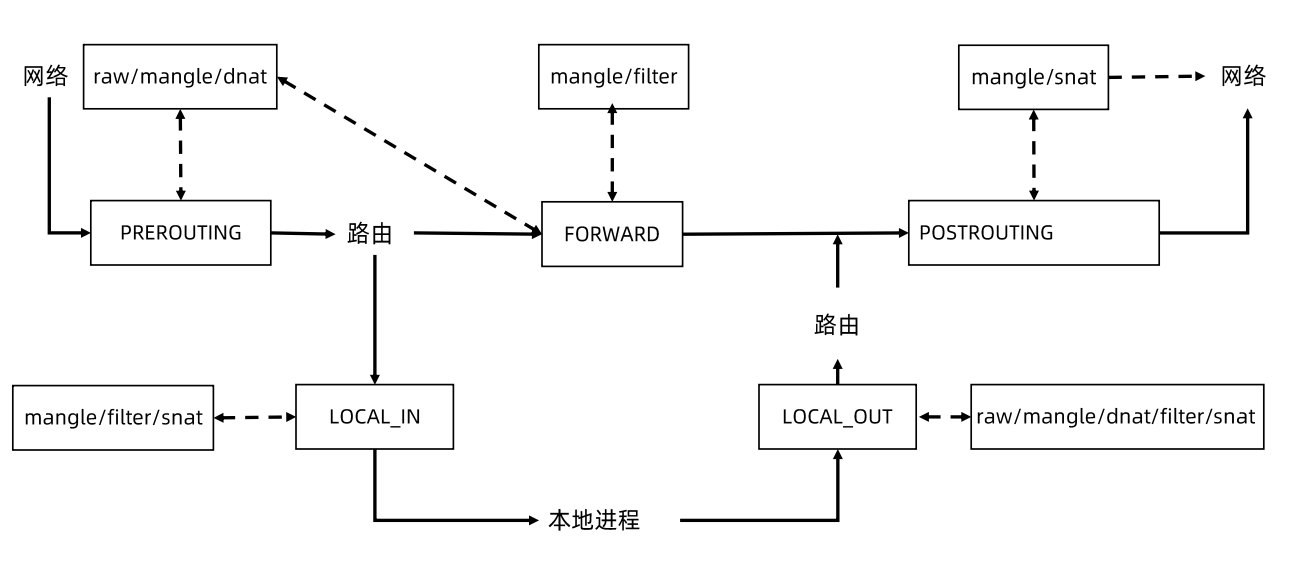 网络
raw/mangle/dnat
mangle/filter
mangle/snat
网络
PREROUTING
路由
FORWARD
POSTROUTING
路由
mangle/filter/snat
LOCAL_IN
LOCAL_OUT
raw/mangle/dnat/filter/snat
本地进程